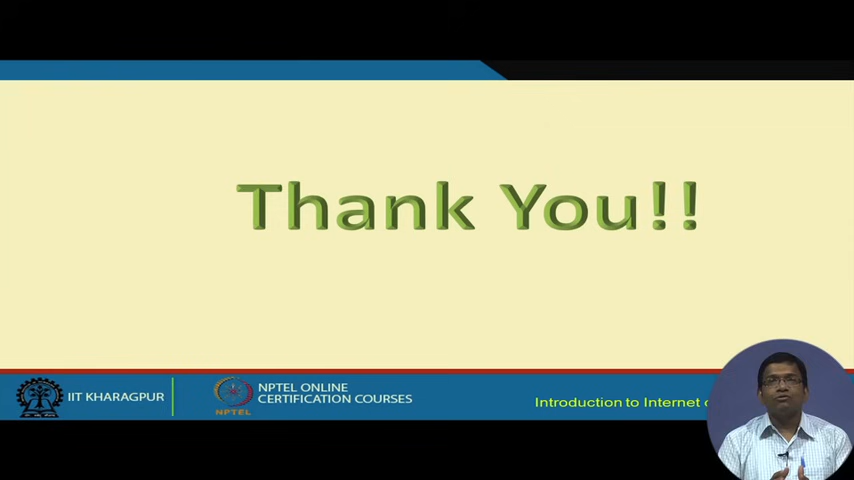 Thank You!!
IIT KHARAGPUR
NPTEL
NPTEL ONLINE
CERTIFICATION COURSES
Introduction to Internet